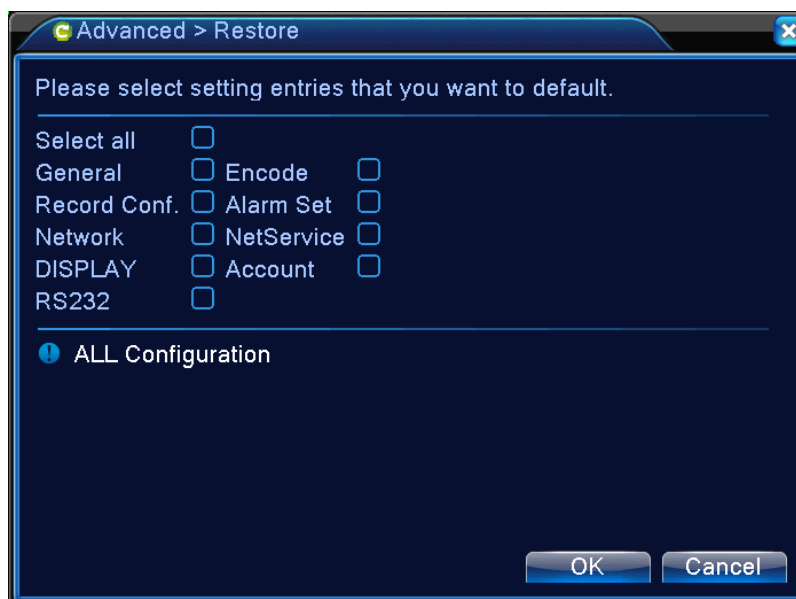 Advanced > Restore
Please select setting entries that you want to default.
Select all
General Encode
Record Conf. Alarm Set
Network NetService
DISPLAY Account
RS232
ALL Configuration
OK Cancel